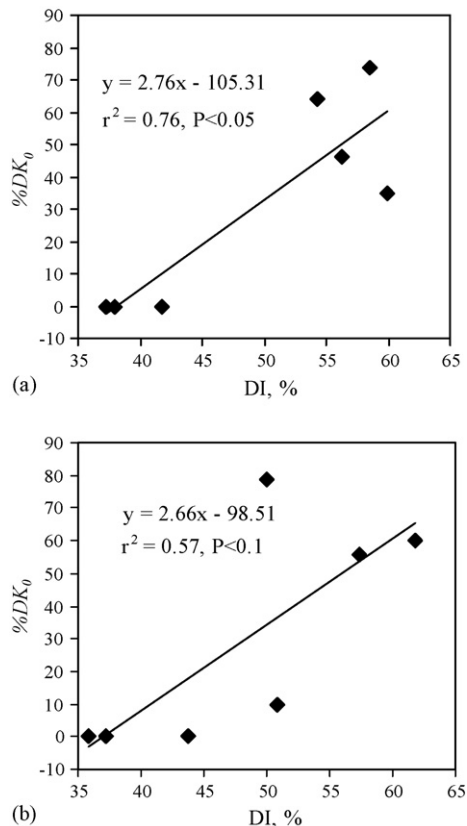 90
80
70
60
50
40
30
20
10
0
-10
%DK0
y = 2.76x - 105.31
r2 = 0.76, P<0.05
35 40 45 50 55 60 65
DI, %
(a)
90
80
70
60
50
40
30
20
10
0
-10
%DK0
y = 2.66x - 98.51
r2 = 0.57, P<0.1
35 40 45 50 55 60 65
DI, %
(b)